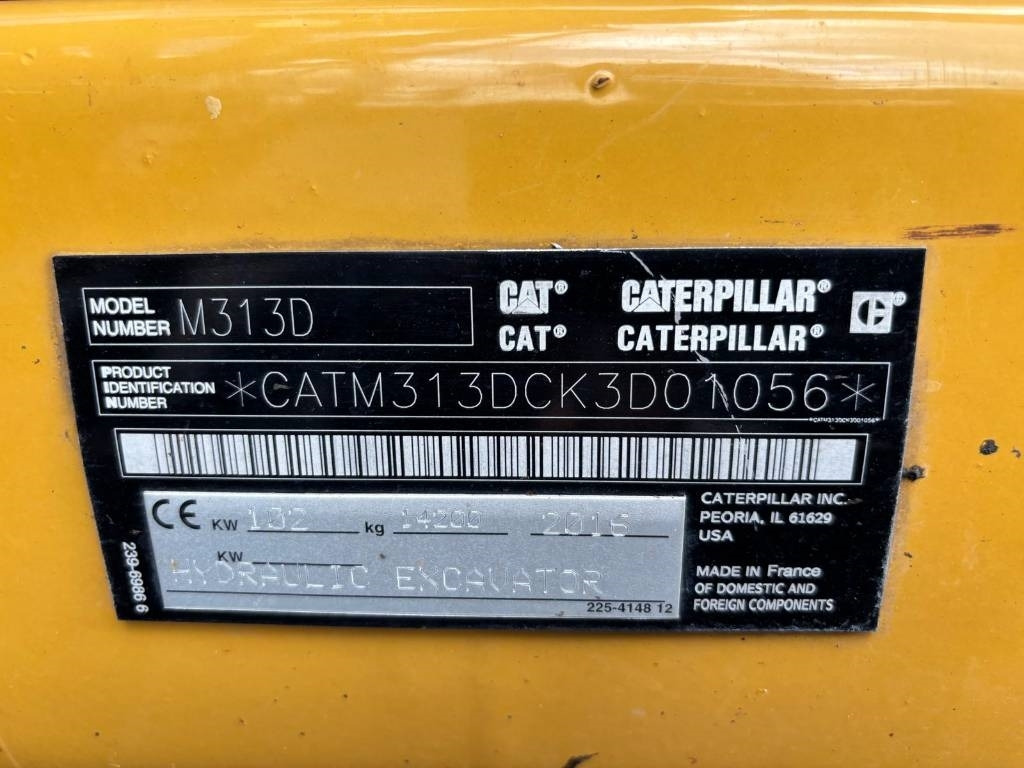 MODEL NUMBER M313D
CAT® CATERPILLAR®
CAT® CATERPILLAR®
PRODUCT IDENTIFICATION NUMBER *CATM313DCK3D01056*
*CATM313DCK3D01056*
CE KW 102 kg 14200 2016
KW
HYDRAULIC EXCAVATOR
225-4148 12
239-6986 6
CATERPILLAR INC.
PEORIA, IL 61629
USA
MADE IN France
OF DOMESTIC AND
FOREIGN COMPONENTS